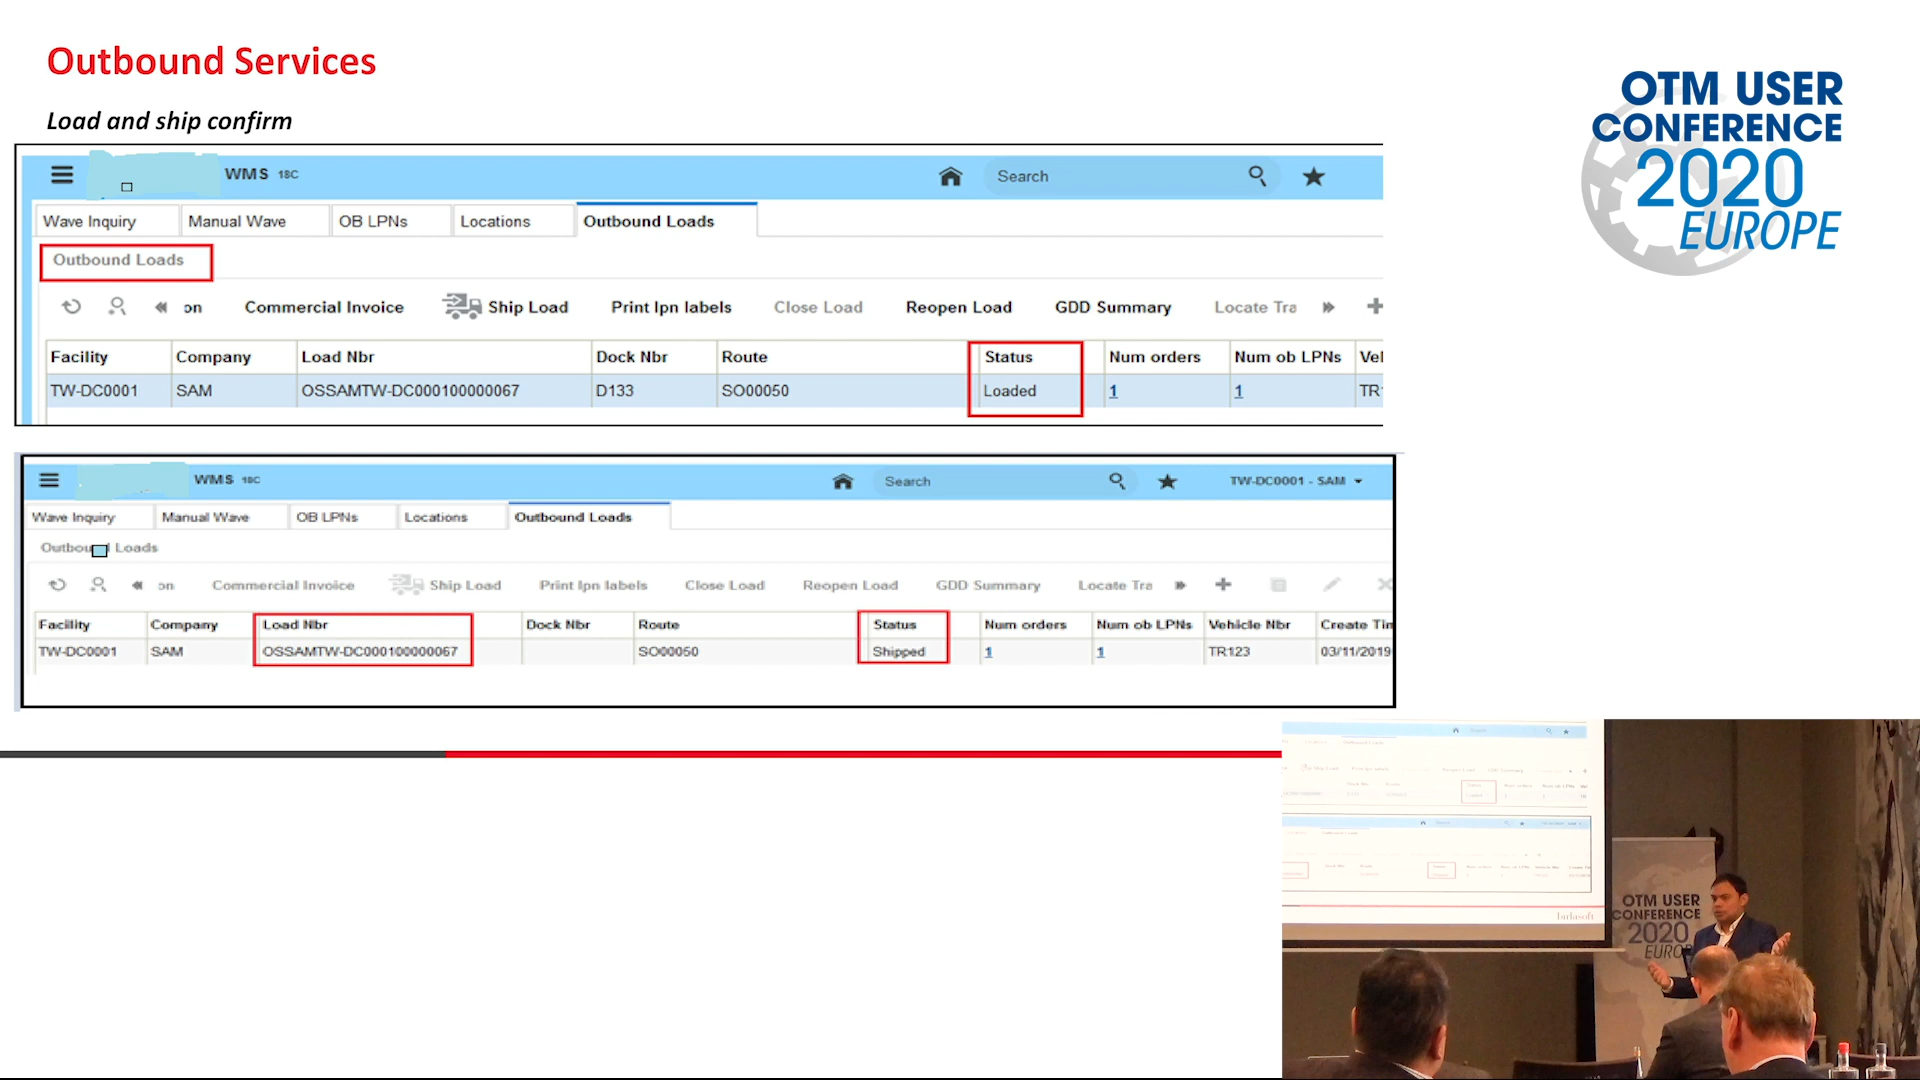 Outbound Services
Load and ship confirm
OTM USER
CONFERENCE
2020
EUROPE
WMS 18C
Search
Wave Inquiry Manual Wave OB LPNs Locations Outbound Loads
Outbound Loads
on Commercial Invoice Ship Load Print lpn labels Close Load Reopen Load GDD Summary Locate Tra
Facility Company Load Nbr Dock Nbr Route Status Num orders Num ob LPNs Vel
TW-DC0001 SAM OSSAMTW-DC000100000067 D133 SO00050 Loaded 1 1 TR
WMS 18C
Search
TW-DC0001 - SAM
Wave Inquiry Manual Wave OB LPNs Locations Outbound Loads
Outbou Loads
on Commercial Invoice Ship Load Print lpn labels Close Load Reopen Load GDD Summary Locate Tra
Facility Company Load Nbr Dock Nbr Route Status Num orders Num ob LPNs Vehicle Nbr Create Tin
TW-DC0001 SAM OSSAMTW-DC000100000067 SO00050 Shipped 1 1 TR123 03/11/2019
birlasoft
OTM USER
CONFERENCE
2020
EUROP